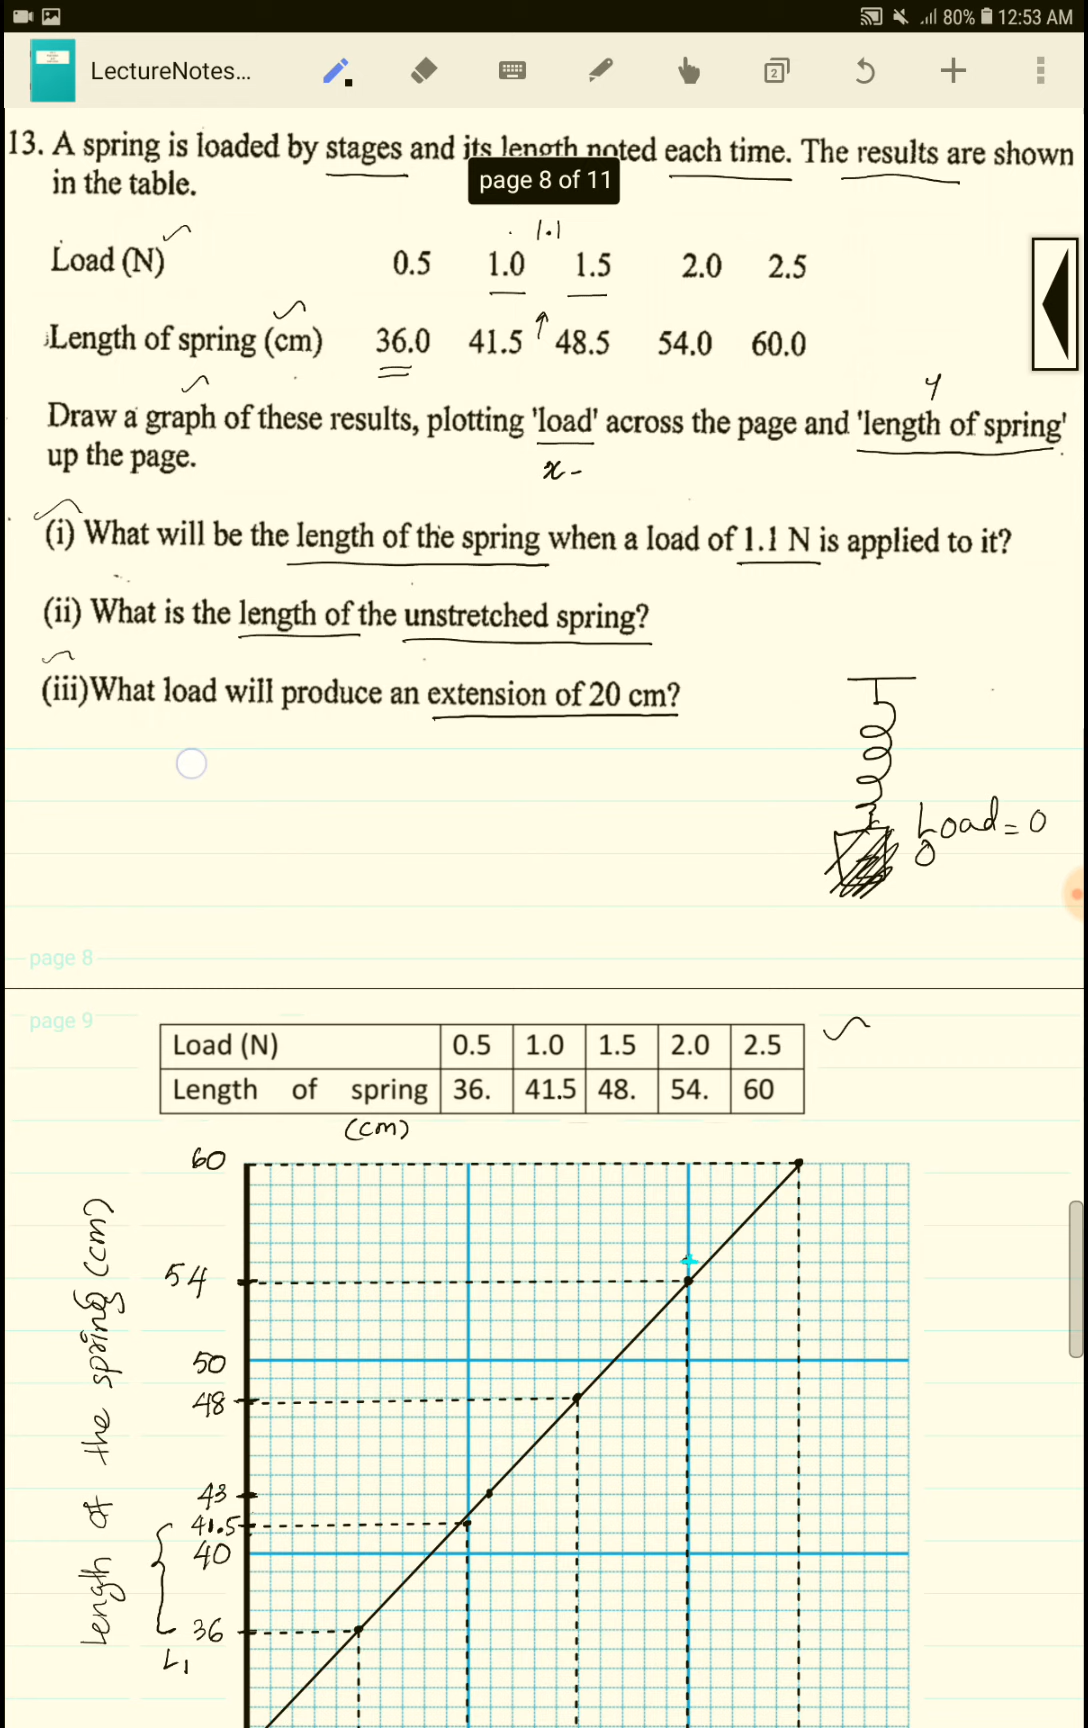 80% 12:53 AM
LectureNotes...
2
13. A spring is loaded by stages and its length noted each time. The results are shown
page 8 of 11
in the table.
1.1
Load (N) 0.5 1.0 1.5 2.0 2.5
Length of spring (cm) 36.0 41.5 48.5 54.0 60.0
y
Draw a graph of these results, plotting 'load' across the page and 'length of spring'
up the page.
x -
(i) What will be the length of the spring when a load of 1.1 N is applied to it?
(ii) What is the length of the unstretched spring?
(iii)What load will produce an extension of 20 cm?
Load = 0
0
page 8
page 9
Load (N) 0.5 1.0 1.5 2.0 2.5
Length of spring 36. 41.5 48. 54. 60
(cm)
60
54
50
48
43
41.5
40
36
L1
Length of the spring (cm)